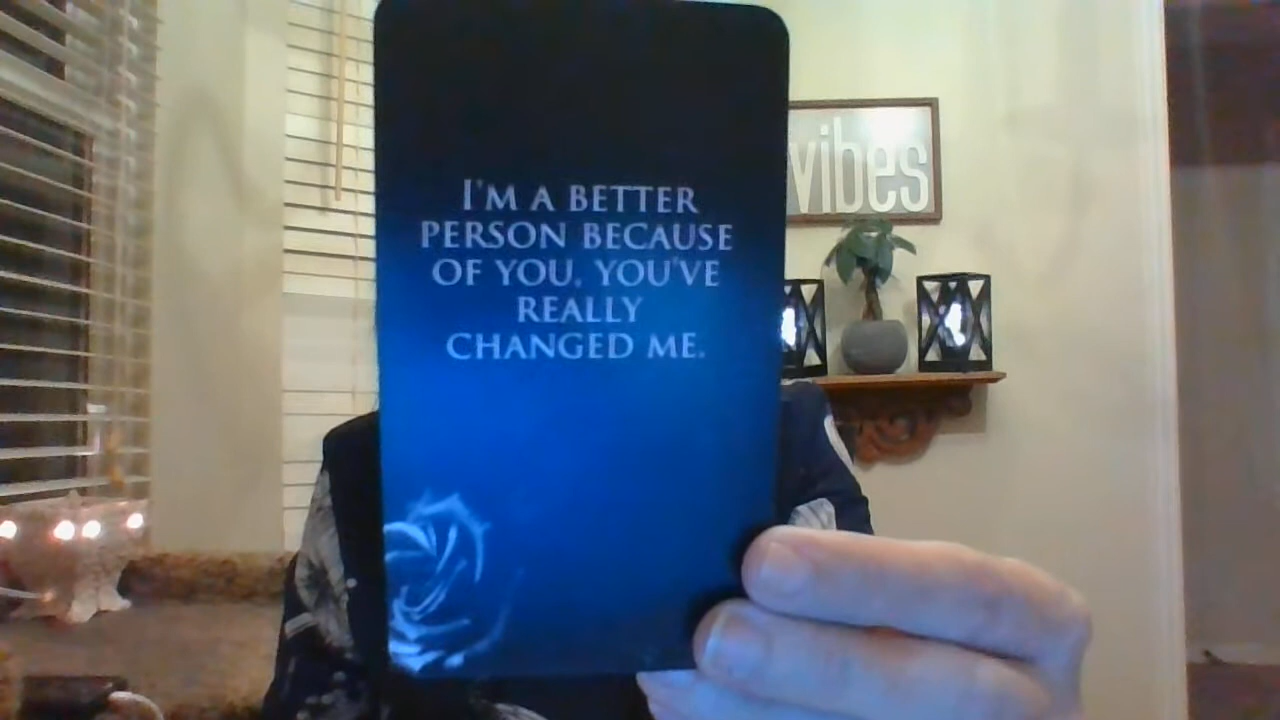 I'M A BETTER
PERSON BECAUSE
OF YOU. YOU'VE
REALLY
CHANGED ME.
vibes